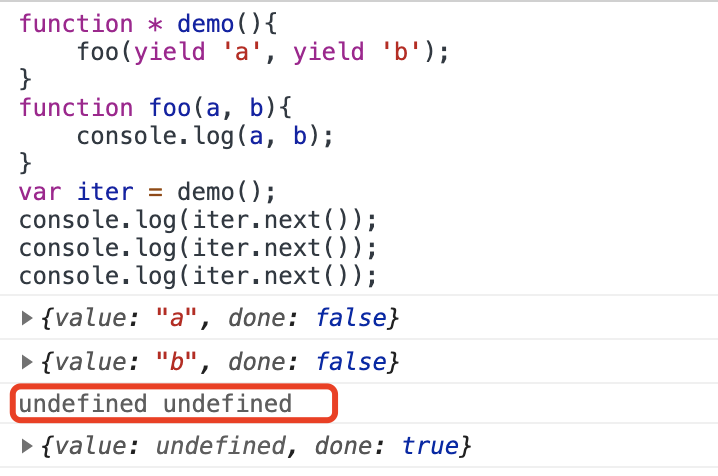 function * demo(){
    foo(yield 'a', yield 'b');
}
function foo(a, b){
    console.log(a, b);
}
var iter = demo();
console.log(iter.next());
console.log(iter.next());
console.log(iter.next());
▶{value: "a", done: false}
▶{value: "b", done: false}
undefined undefined
▶{value: undefined, done: true}